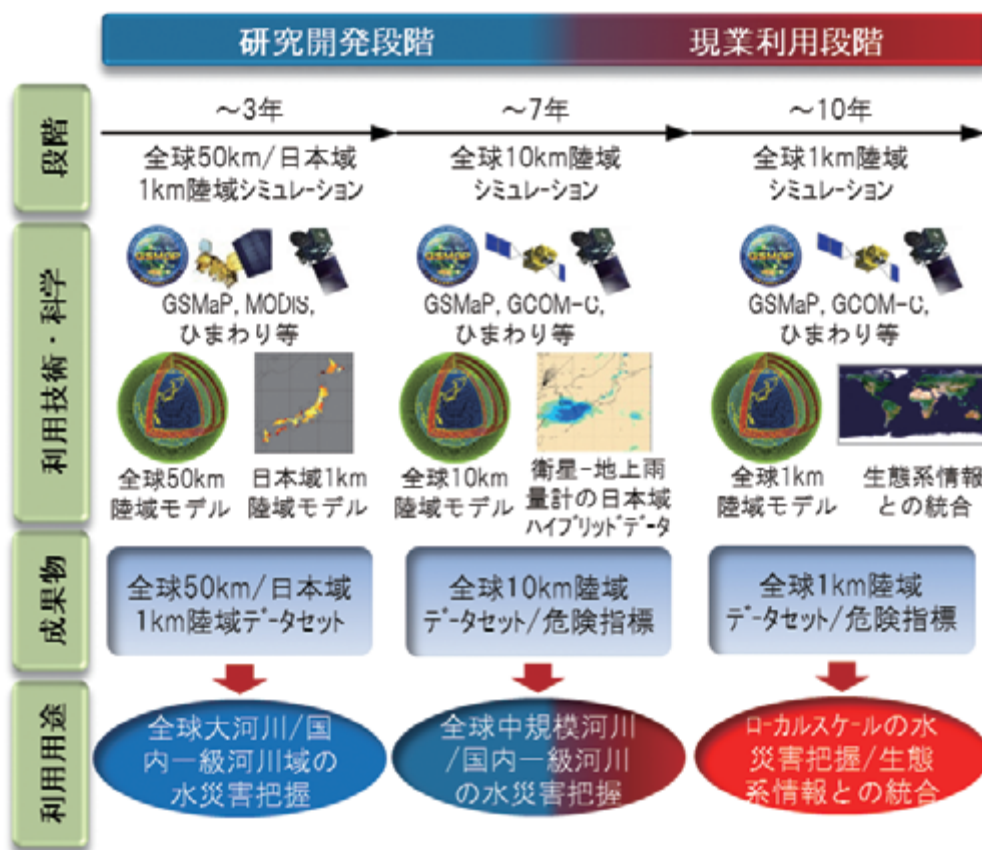 研究開発段階
現業利用段階
段階
～3年
～7年
～10年
全球50km/日本域
1km陸域シミュレーション
全球10km陸域
シミュレーション
全球1km陸域
シミュレーション
利用技術・科学
GSMaP
GSMaP, MODIS,
ひまわり等
GSMaP
GSMaP, GCOM-C,
ひまわり等
GSMaP
GSMaP, GCOM-C,
ひまわり等
全球50km
陸域モデル
日本域1km
陸域モデル
全球10km
陸域モデル
衛星-地上雨
量計の日本域
ハイブリッドデータ
全球1km
陸域モデル
生態系情報
との統合
成果物
全球50km/日本域
1km陸域データセット
全球10km陸域
データセット/危険指標
全球1km陸域
データセット/危険指標
利用用途
全球大河川/国
内一級河川域の
水災害把握
全球中規模河川
/国内一級河川
の水災害把握
ローカルスケールの水
災害把握/生態
系情報との統合